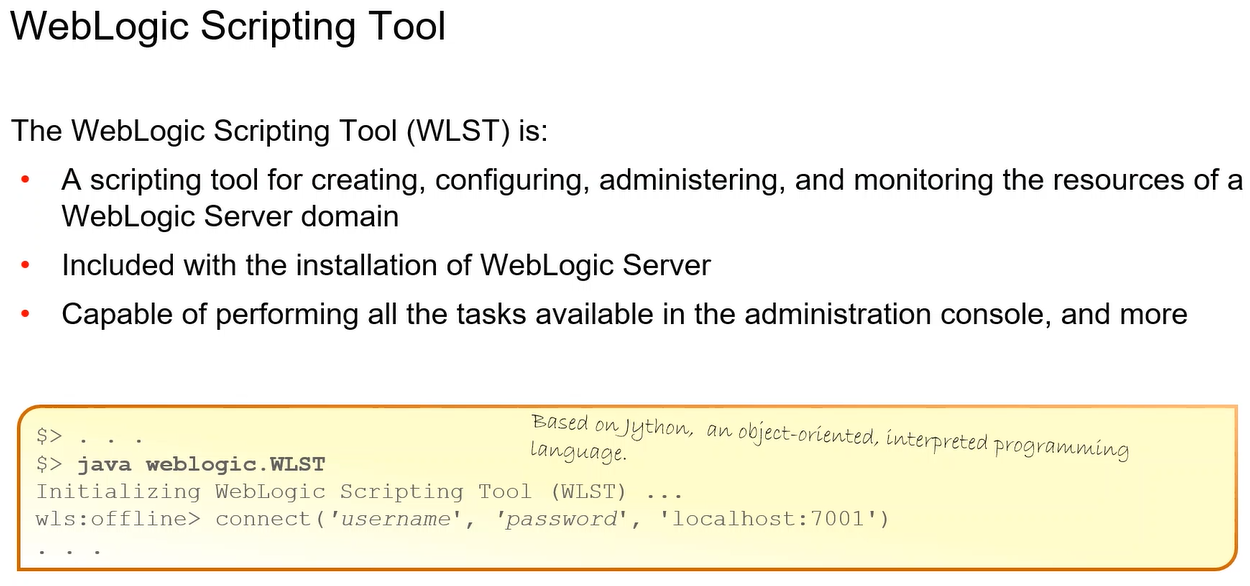 WebLogic Scripting Tool
The WebLogic Scripting Tool (WLST) is:
• A scripting tool for creating, configuring, administering, and monitoring the resources of a
WebLogic Server domain
• Included with the installation of WebLogic Server
• Capable of performing all the tasks available in the administration console, and more
Based on Jython, an object-oriented, interpreted programming
language.
$> . . .
$> java weblogic.WLST
Initializing WebLogic Scripting Tool (WLST) ...
wls:offline> connect('username', 'password', 'localhost:7001')
. . .